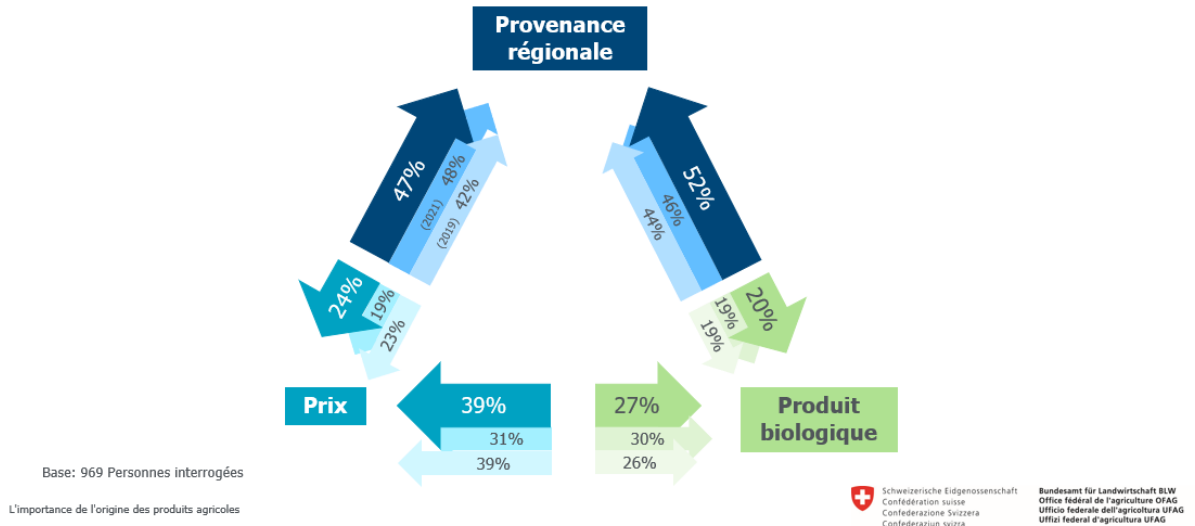 Provenance
régionale
47%
48%
(2021)
42%
(2019)
52%
46%
44%
24%
19%
23%
20%
19%
19%
Prix
39%
27%
Produit
biologique
31%
30%
39%
26%
Base: 969 Personnes interrogées
L'importance de l'origine des produits agricoles
Schweizerische Eidgenossenschaft
Confédération suisse
Confederazione Svizzera
Confederaziun svizra
Bundesamt für Landwirtschaft BLW
Office fédéral de l'agriculture OFAG
Ufficio federale dell'agricoltura UFAG
Uffizi federal d'agricultura UFAG